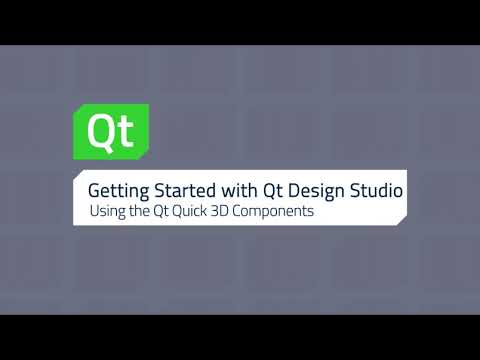 Qt
Getting Started with Qt Design Studio
Using the Qt Quick 3D Components